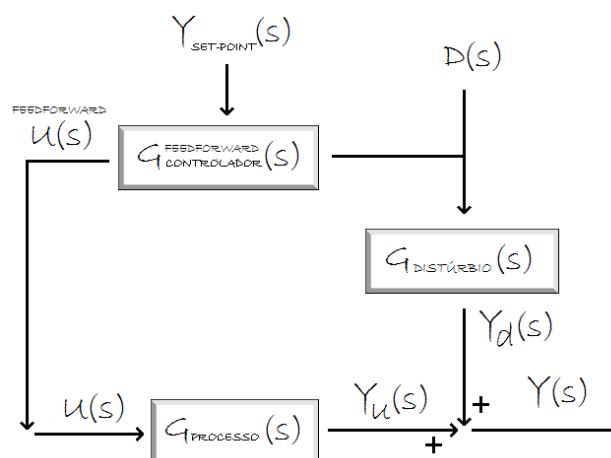 Y SET-POINT (S)
D(S)
FEEDFORWARD
U(S)
G FEEDFORWARD CONTROLADOR (S)
G DISTÚRBIO (S)
Yd(S)
U(S)
G PROCESSO (S)
Yu(S)
+
+
Y(S)